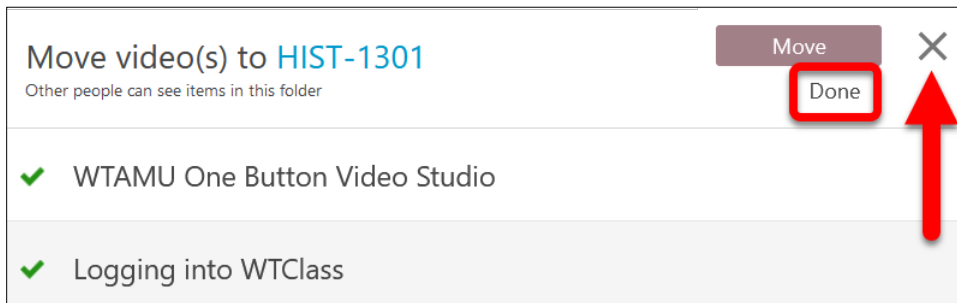 Move video(s) to HIST-1301
Move
Other people can see items in this folder
Done
WTAMU One Button Video Studio
Logging into WTClass